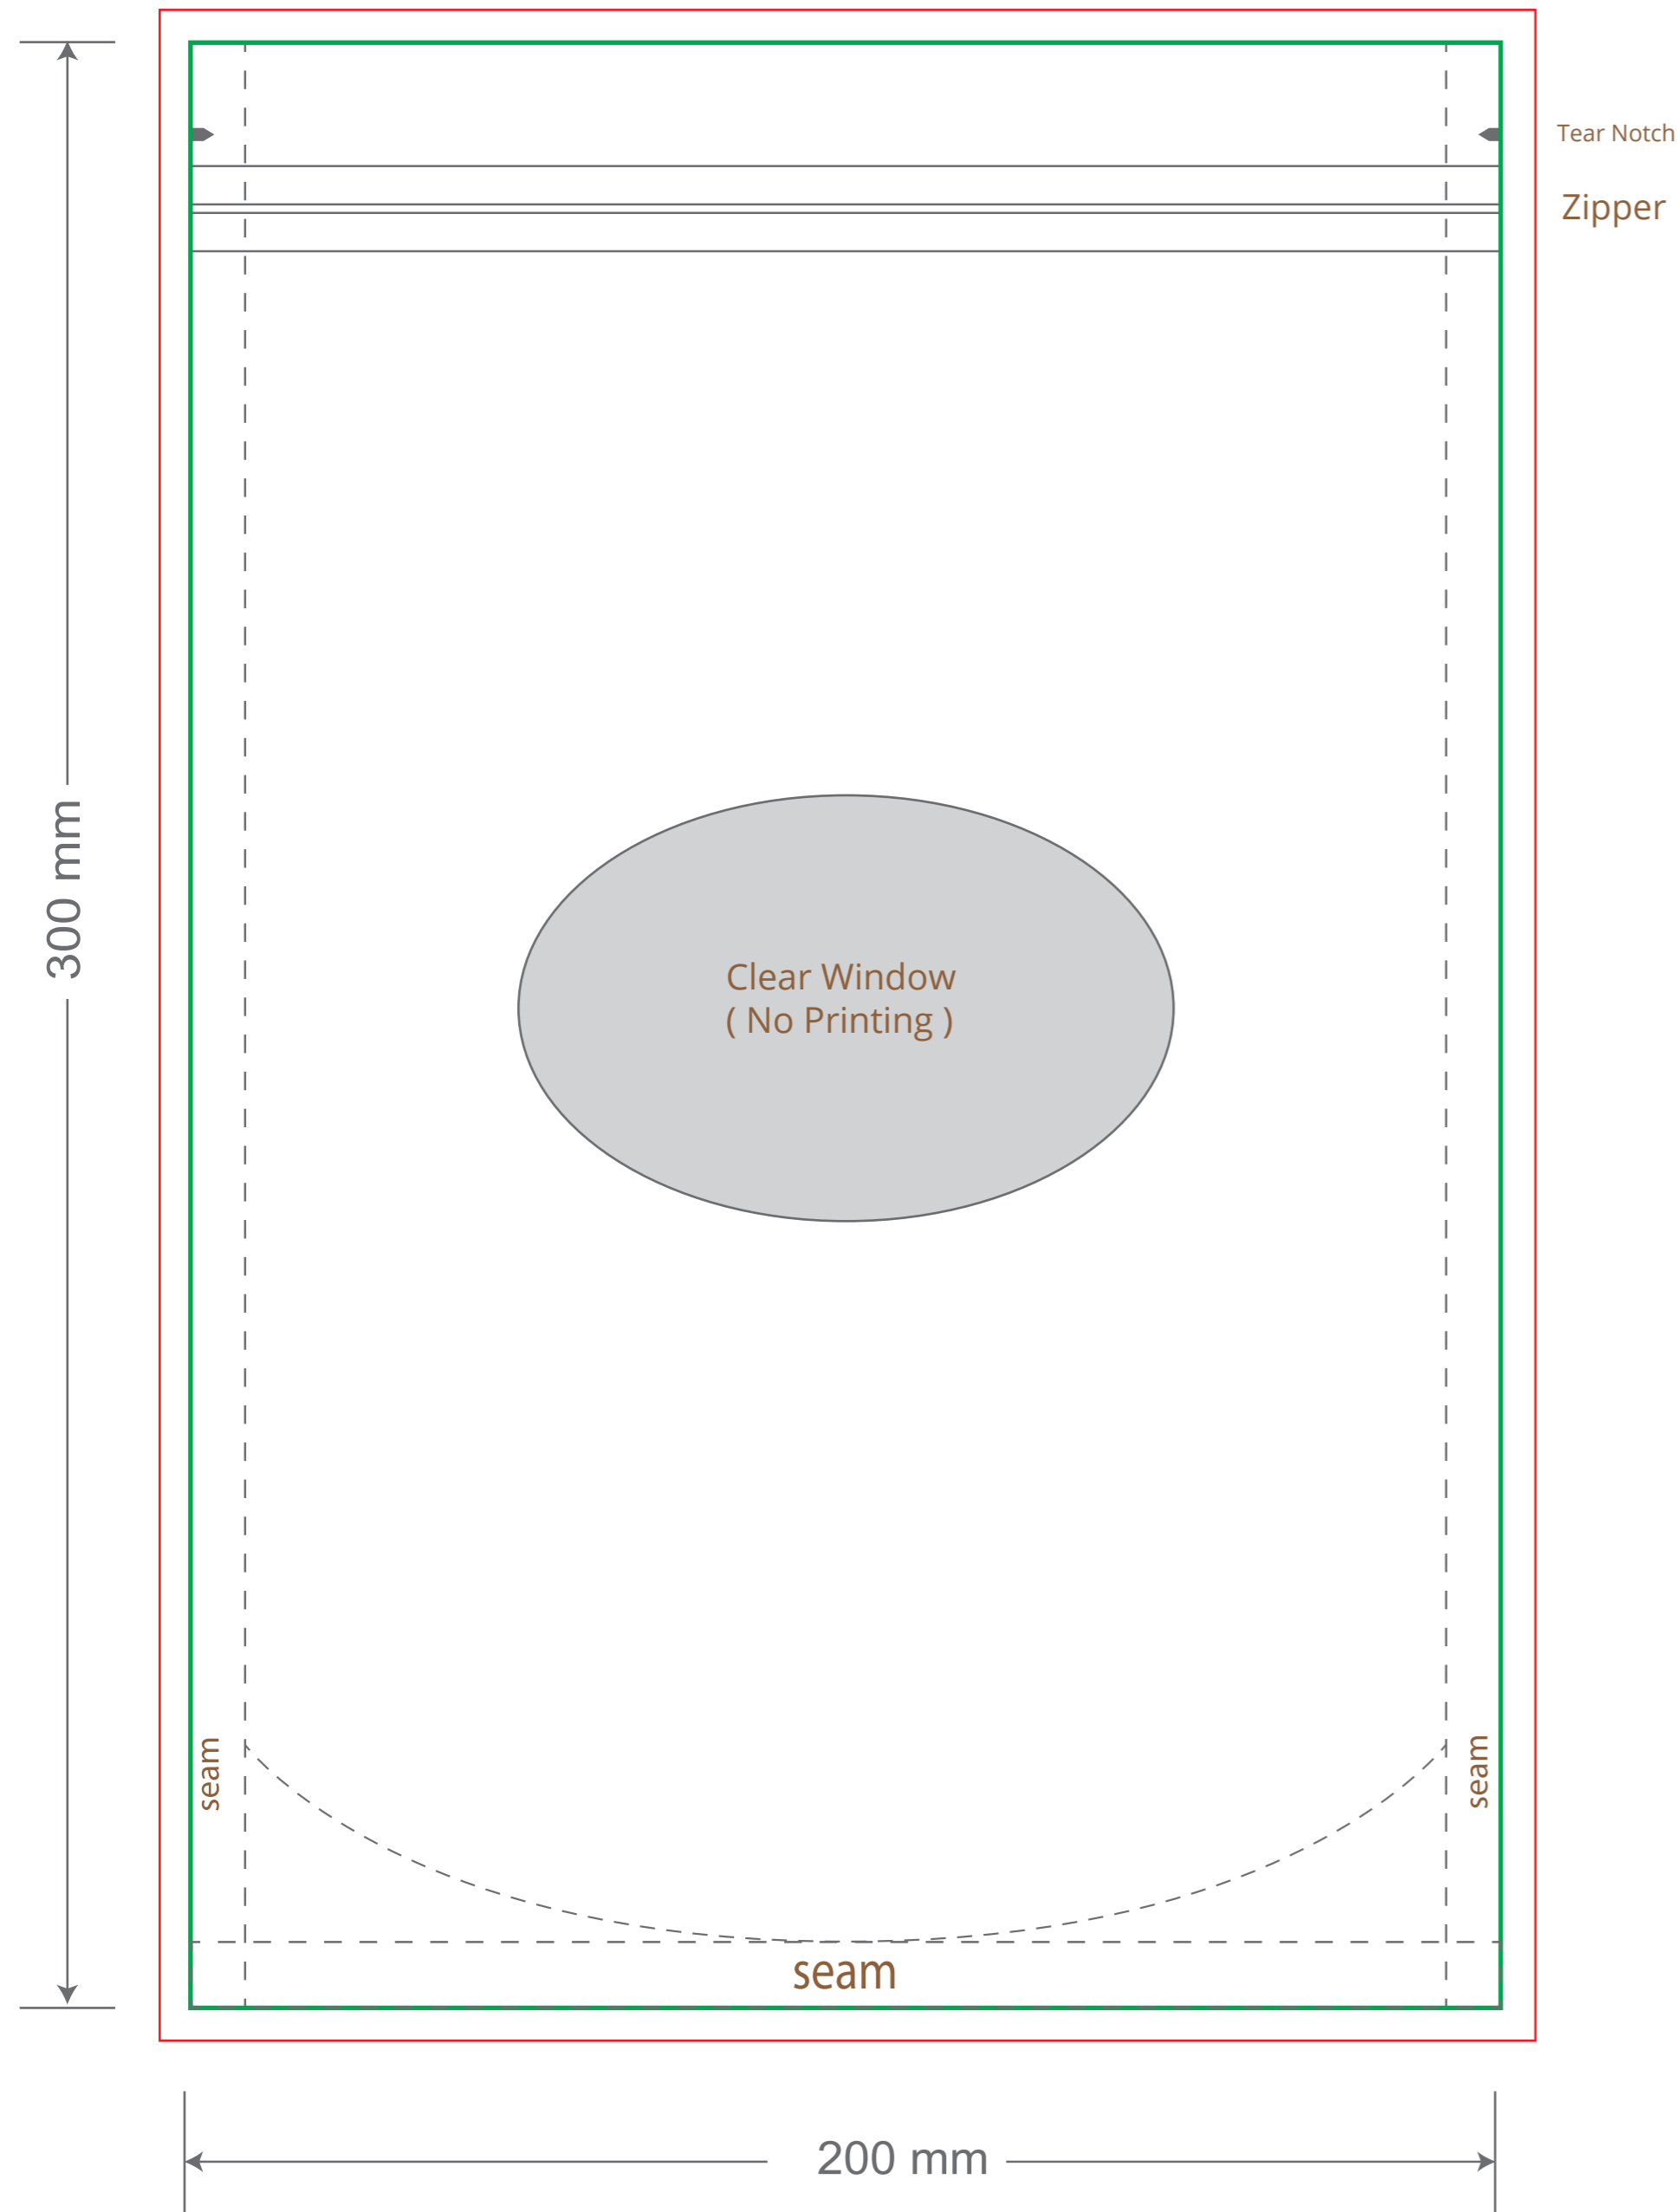 Tear Notch
Zipper
300 mm
Clear Window
( No Printing )
seam
seam
seam
200 mm